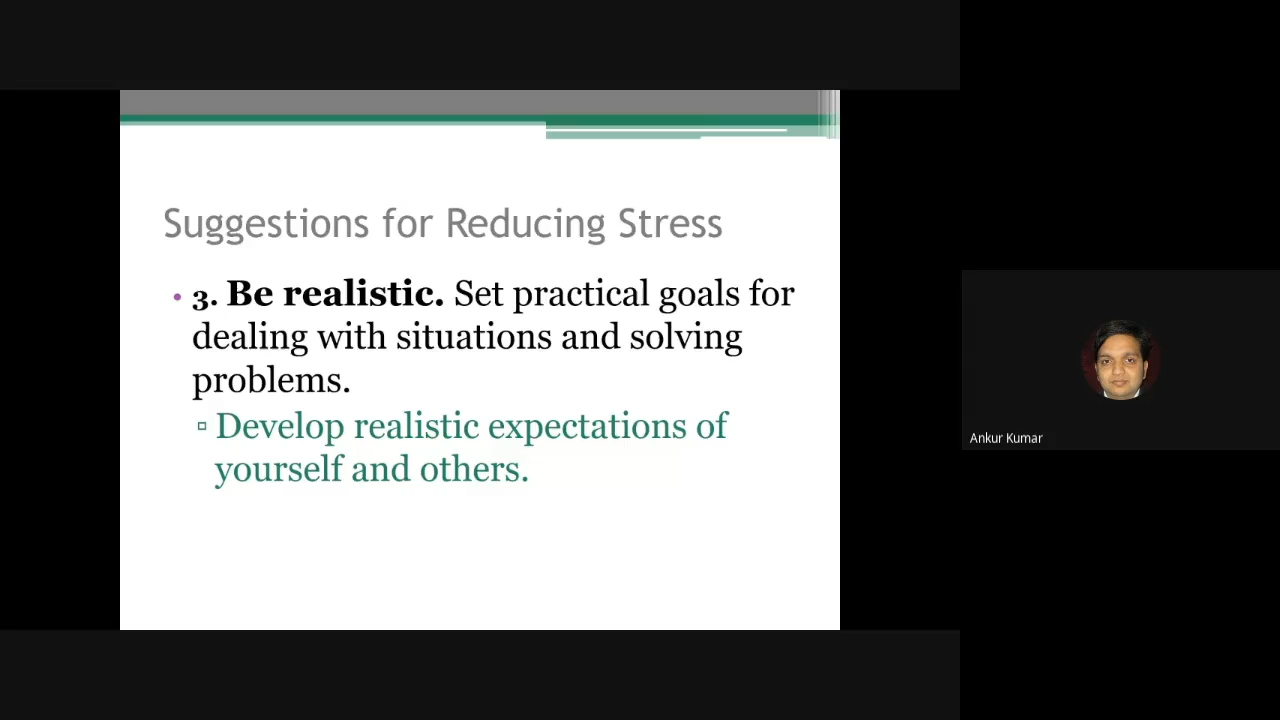 Suggestions for Reducing Stress
• 3. Be realistic. Set practical goals for
dealing with situations and solving
problems.
▫ Develop realistic expectations of
yourself and others.
Ankur Kumar